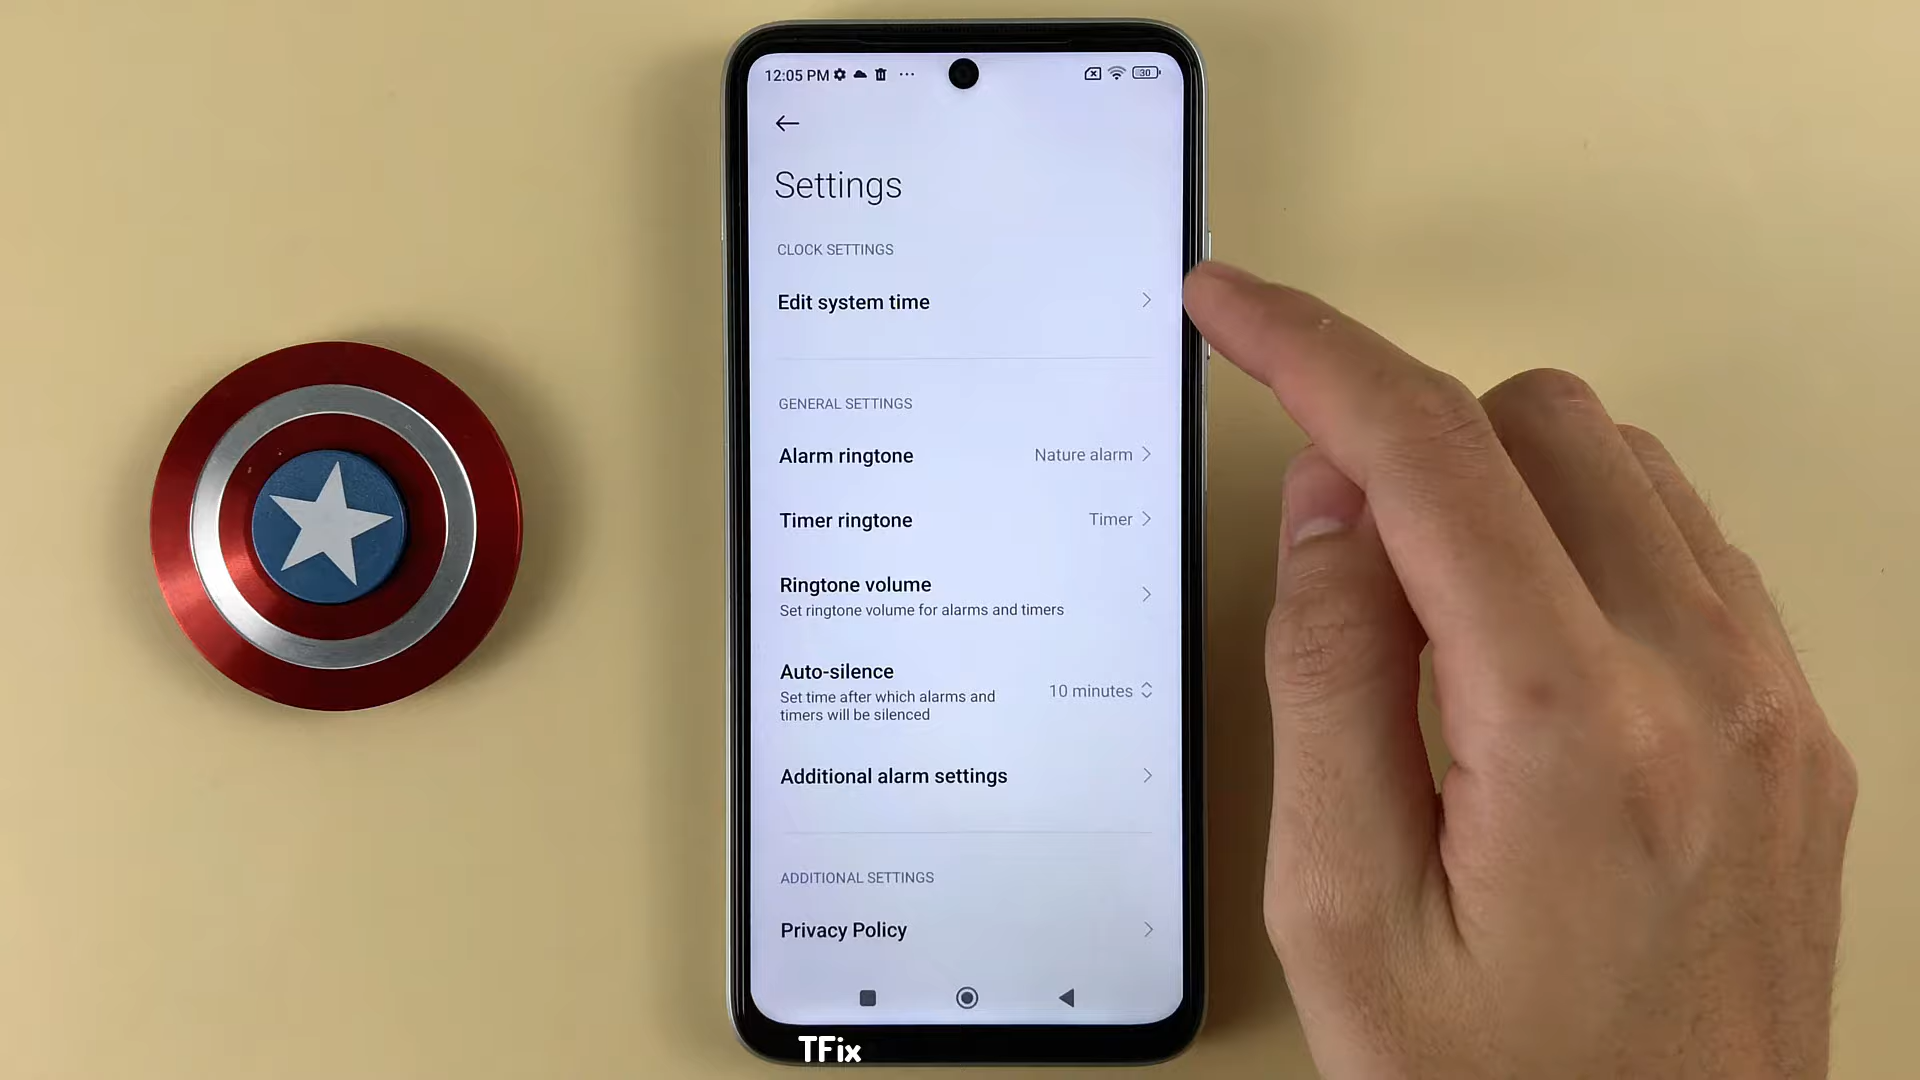 12:05 PM
30
Settings
CLOCK SETTINGS
Edit system time
GENERAL SETTINGS
Alarm ringtone Nature alarm
Timer ringtone Timer
Ringtone volume
Set ringtone volume for alarms and timers
Auto-silence
Set time after which alarms and
timers will be silenced
10 minutes
Additional alarm settings
ADDITIONAL SETTINGS
Privacy Policy
TFix